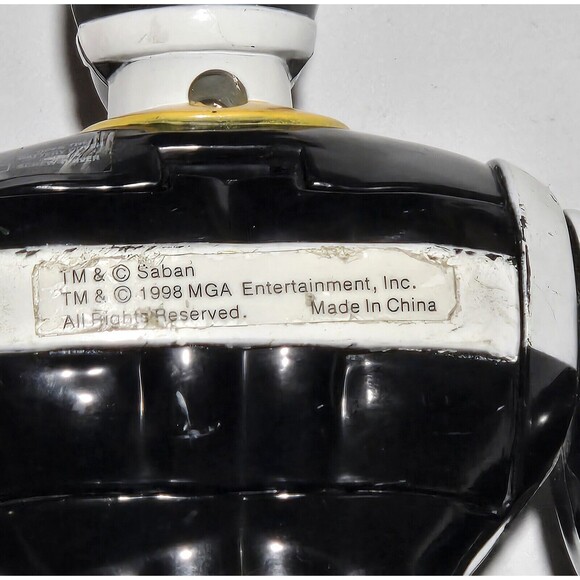 TM & © Saban
TM & © 1998 MGA Entertainment, Inc.
All Rights Reserved. Made In China